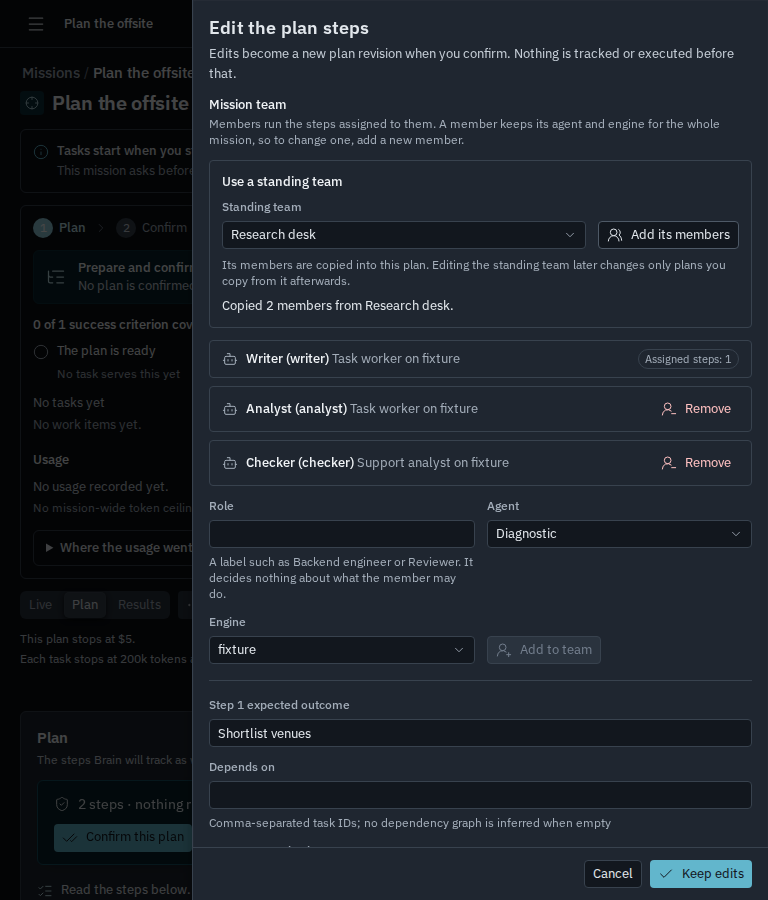 Plan the offsite
Missions / Plan the offsite
Plan the offsite
Tasks start when you s
This mission asks before
1 Plan
2 Confirm
Prepare and confirm
No plan is confirmed
0 of 1 success criterion cov
The plan is ready
No task serves this yet
No tasks yet
No work items yet.
Usage
No usage recorded yet.
No mission-wide token ceilin
Where the usage went
Live Plan Results
This plan stops at $5.
Each task stops at 200k tokens
Plan
The steps Brain will track as
2 steps · nothing r
Confirm this plan
Read the steps below.
Edit the plan steps
Edits become a new plan revision when you confirm. Nothing is tracked or executed before
that.
Mission team
Members run the steps assigned to them. A member keeps its agent and engine for the whole
mission, so to change one, add a new member.
Use a standing team
Standing team
Research desk
Add its members
Its members are copied into this plan. Editing the standing team later changes only plans you
copy from it afterwards.
Copied 2 members from Research desk.
Writer (writer) Task worker on fixture
Assigned steps: 1
Analyst (analyst) Task worker on fixture
Remove
Checker (checker) Support analyst on fixture
Remove
Role
Agent
Diagnostic
A label such as Backend engineer or Reviewer. It
decides nothing about what the member may
do.
Engine
fixture
Add to team
Step 1 expected outcome
Shortlist venues
Depends on
Comma-separated task IDs; no dependency graph is inferred when empty
Cancel
Keep edits